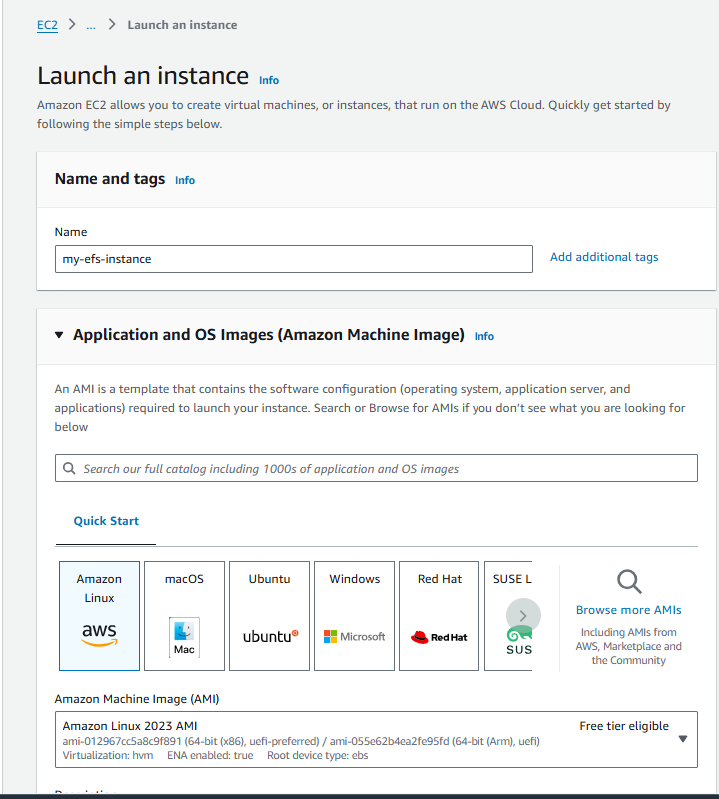 EC2 > ... > Launch an instance
Launch an instance Info
Amazon EC2 allows you to create virtual machines, or instances, that run on the AWS Cloud. Quickly get started by
following the simple steps below.
Name and tags Info
Name
my-efs-instance
Add additional tags
Application and OS Images (Amazon Machine Image) Info
An AMI is a template that contains the software configuration (operating system, application server, and
applications) required to launch your instance. Search or Browse for AMIs if you don't see what you are looking for
below
Search our full catalog including 1000s of application and OS images
Quick Start
Amazon
Linux
aws
macOS
Mac
Ubuntu
ubuntu
Windows
Microsoft
Red Hat
Red Hat
SUSE L
SUS
Browse more AMIs
Including AMIs from
AWS, Marketplace and
the Community
Amazon Machine Image (AMI)
Amazon Linux 2023 AMI
Free tier eligible
ami-012967cc5a8c9f891 (64-bit (x86), uefi-preferred) / ami-055e62b4ea2fe95fd (64-bit (Arm), uefi)
Virtualization: hvm ENA enabled: true Root device type: ebs